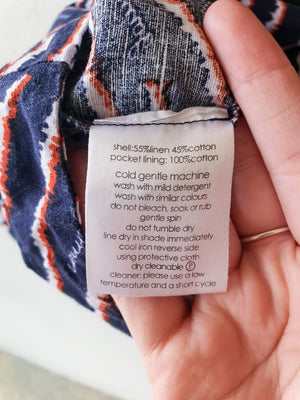 shell:55%linen 45%cotton
pocket lining: 100%cotton
cold gentle machine
wash with mild detergent
wash with similar colours
do not bleach, soak or rub
gentle spin
do not tumble dry
line dry in shade immediately
cool iron reverse side
using protective cloth
dry cleanable Ⓟ
cleaner: please use a low
temperature and a short cycle